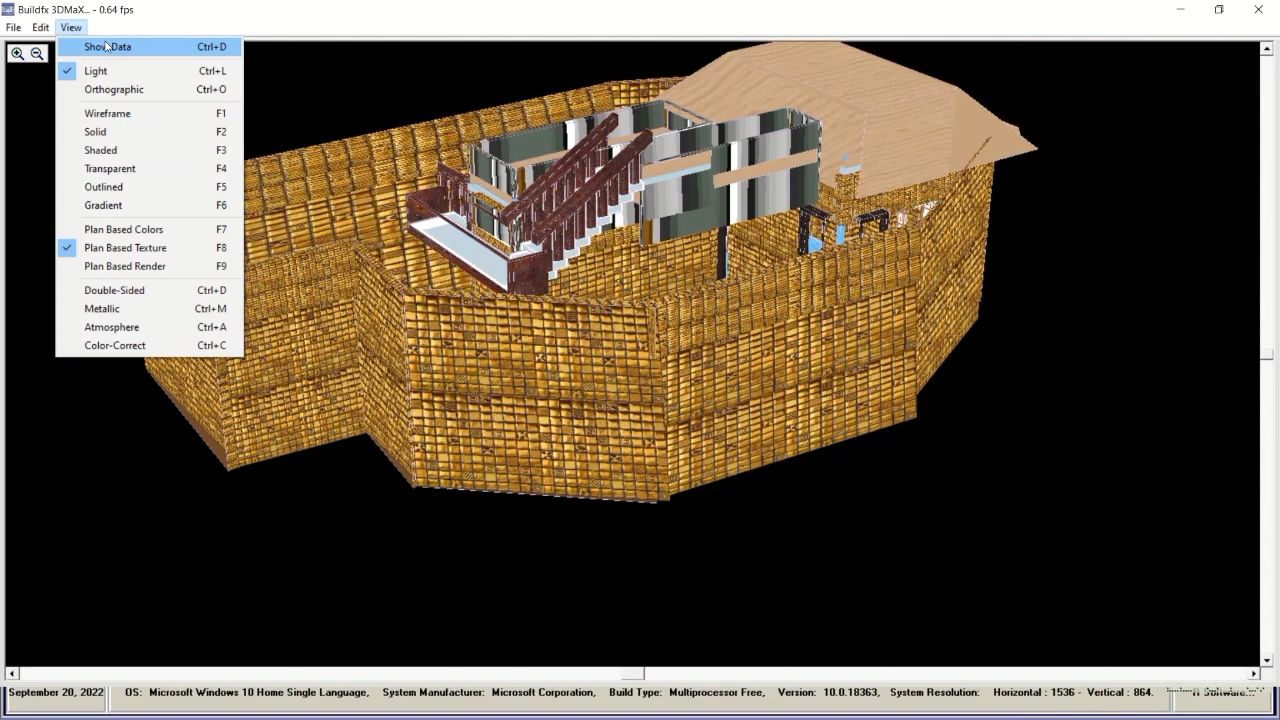 Buildfx 3DMaX... - 0.64 fps
File Edit View
Show Data Ctrl+D
Light Ctrl+L
Orthographic Ctrl+O
Wireframe F1
Solid F2
Shaded F3
Transparent F4
Outlined F5
Gradient F6
Plan Based Colors F7
Plan Based Texture F8
Plan Based Render F9
Double-Sided Ctrl+D
Metallic Ctrl+M
Atmosphere Ctrl+A
Color-Correct Ctrl+C
September 20, 2022 OS: Microsoft Windows 10 Home Single Language, System Manufacturer: Microsoft Corporation, Build Type: Multiprocessor Free, Version: 10.0.18363, System Resolution: Horizontal : 1536 - Vertical : 864.